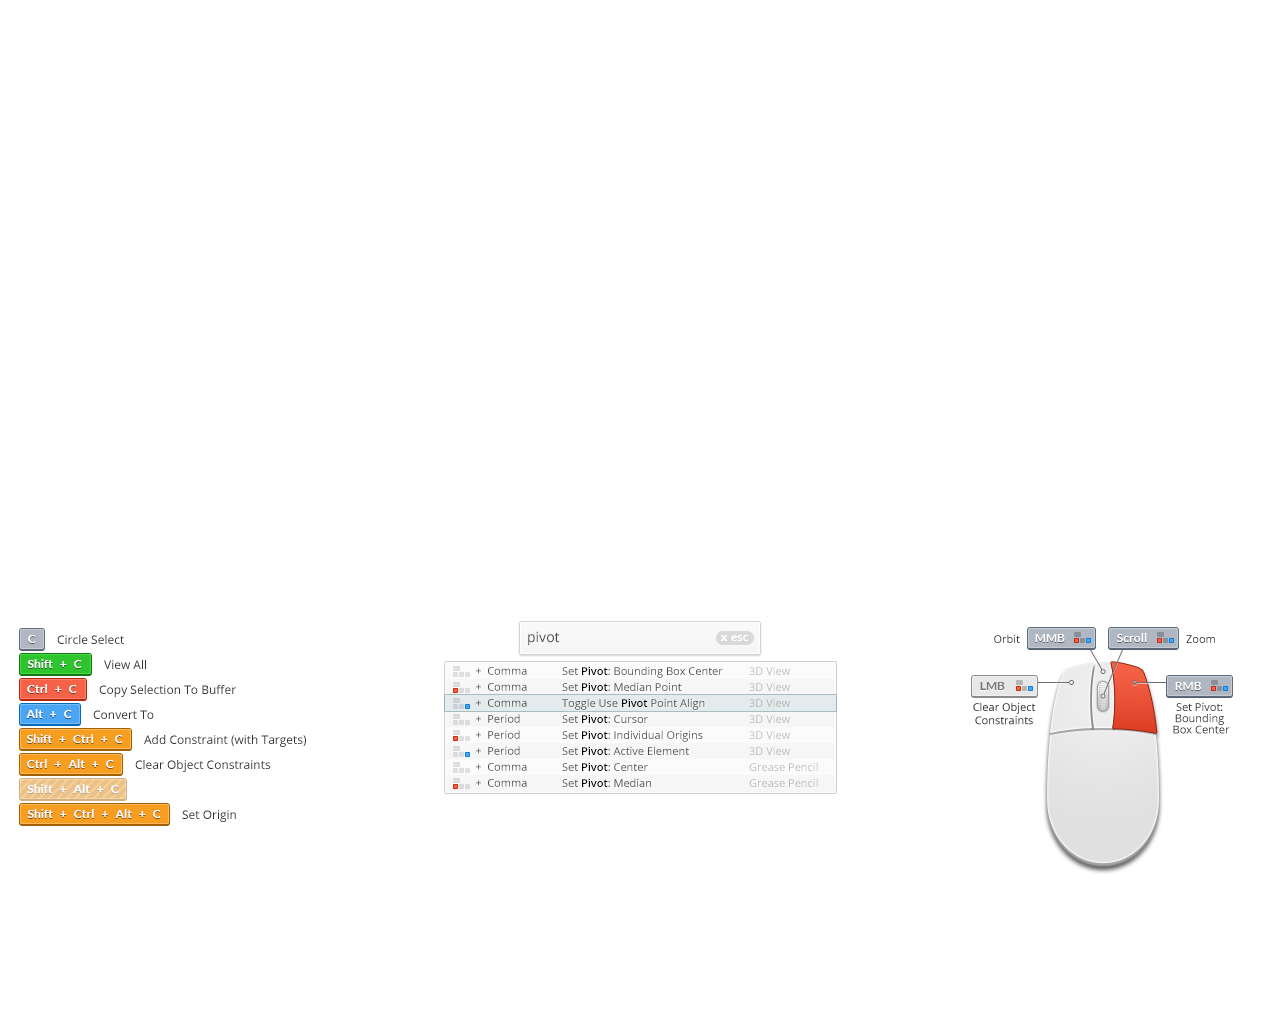 C Circle Select
Shift + C View All
Ctrl + C Copy Selection To Buffer
Alt + C Convert To
Shift + Ctrl + C Add Constraint (with Targets)
Ctrl + Alt + C Clear Object Constraints
Shift + Alt + C
Shift + Ctrl + Alt + C Set Origin
pivot x esc
+ Comma Set Pivot: Bounding Box Center 3D View
+ Comma Set Pivot: Median Point 3D View
+ Comma Toggle Use Pivot Point Align 3D View
+ Period Set Pivot: Cursor 3D View
+ Period Set Pivot: Individual Origins 3D View
+ Period Set Pivot: Active Element 3D View
+ Comma Set Pivot: Center Grease Pencil
+ Comma Set Pivot: Median Grease Pencil
Orbit MMB Scroll Zoom
LMB
Clear Object
Constraints
RMB
Set Pivot:
Bounding
Box Center